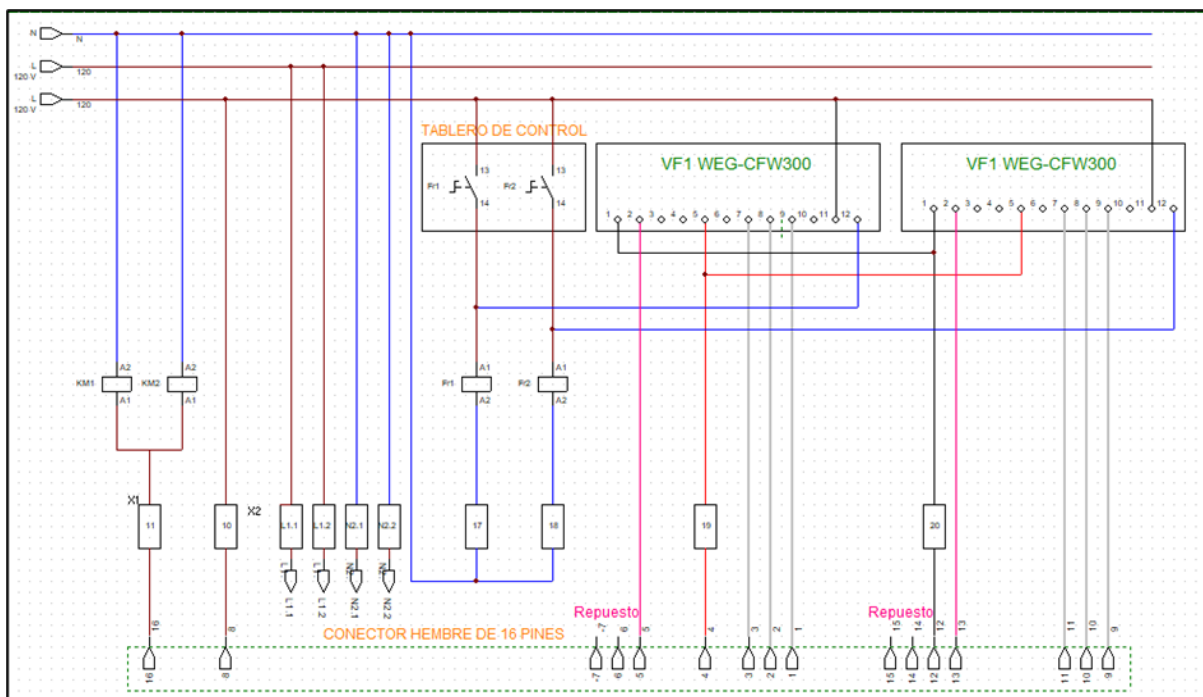 N
N
L
120 V
120
L
120 V
120
TABLERO DE CONTROL
VF1 WEG-CFW300
VF1 WEG-CFW300
Fr1 13 14
Fr2 13 14
1 2 3 4 5 6 7 8 9 10 11 12
1 2 3 4 5 6 7 8 9 10 11 12
KM1 A2 A1
KM2 A2 A1
Fr1 A1 A2
Fr2 A1 A2
X1
X2
11 10 L1.1 L1.2 N2.1 N2.2 17 18 19 20
L1.1 L1.2 N2.1 N2.2
Repuesto
Repuesto
CONECTOR HEMBRE DE 16 PINES
16 8 -7 6 5 4 3 2 1 15 14 12 13 11 10 9
16 8 -7 6 5 4 3 2 1 15 14 12 13 11 10 9